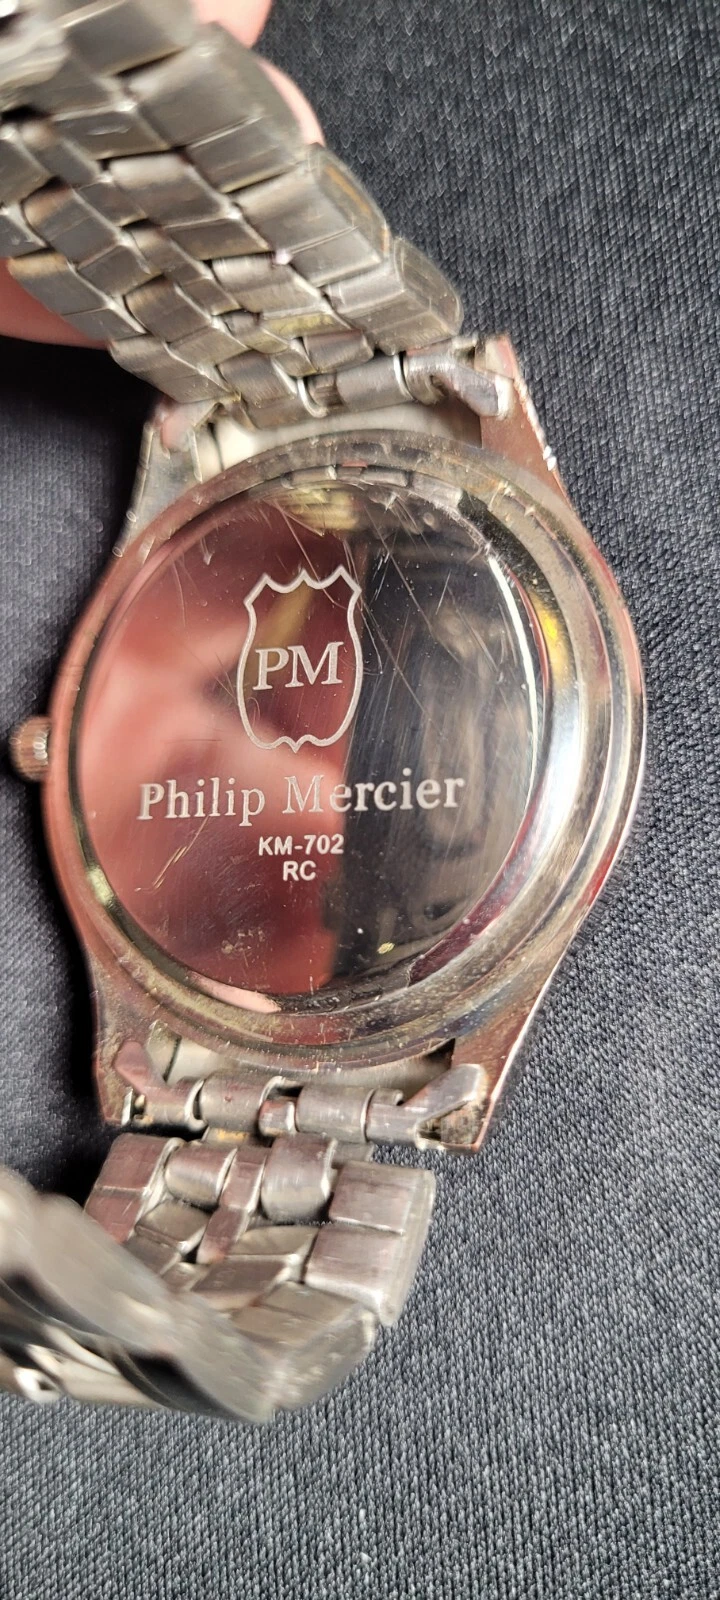 PM
Philip Mercier
KM-702
RC